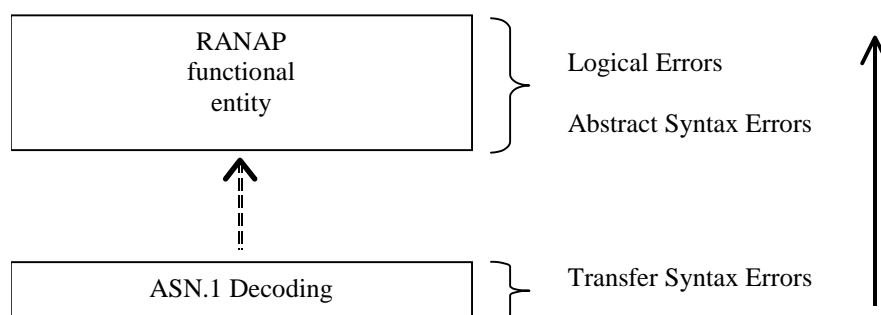 RANAP
functional
entity
Logical Errors
Abstract Syntax Errors
ASN.1 Decoding
Transfer Syntax Errors